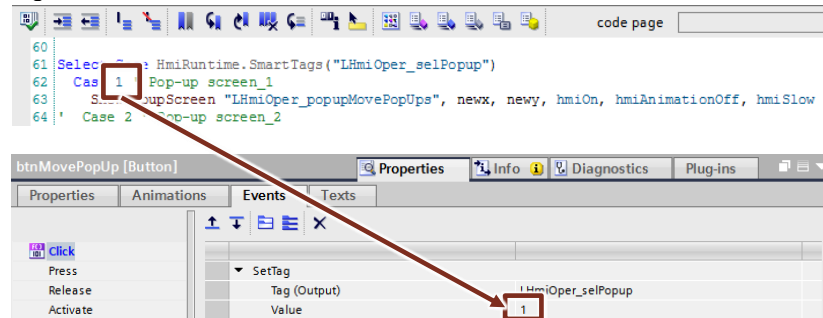 code page
60
61 Select Case HmiRuntime.SmartTags("LHmiOper_selPopup")
62 Case 1 ' Pop-up screen_1
63 "LHmiOper_popupMovePopUps", newx, newy, hmiOn, hmiAnimationOff, hmiSlow
64 ' Case 2 ' Pop-up screen_2
btnMovePopUp [Button]
Properties Info Diagnostics Plug-ins
Properties Animations Events Texts
Click
Press
Release
Activate
SetTag
Tag (Output) LHmiOper_selPopup
Value 1